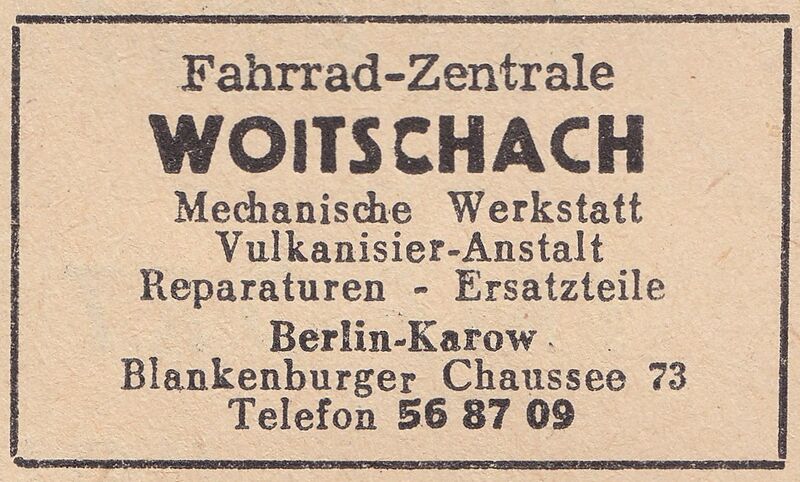 Fahrrad-Zentrale
WOITSCHACH
Mechanische Werkstatt
Vulkanisier-Anstalt
Reparaturen - Ersatzteile
Berlin-Karow
Blankenburger Chaussee 73
Telefon 56 87 09